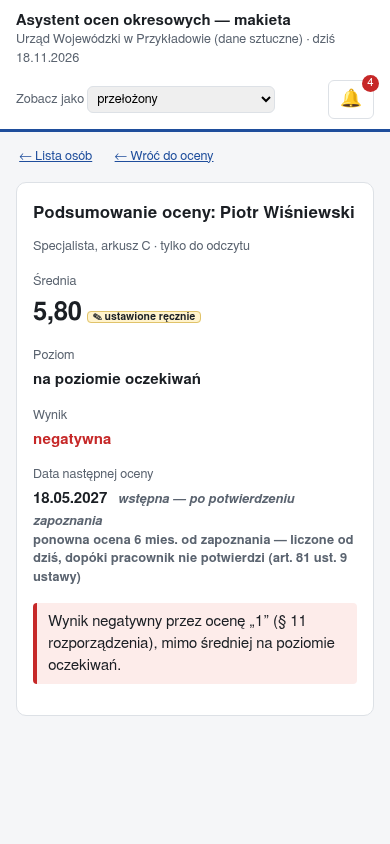 Asystent ocen okresowych — makieta
Urząd Wojewódzki w Przykładowie (dane sztuczne) · dziś
18.11.2026
Zobacz jako przełożony
🔔 4
← Lista osób ← Wróć do oceny
Podsumowanie oceny: Piotr Wiśniewski
Specjalista, arkusz C · tylko do odczytu
Średnia
5,80 ✎ ustawione ręcznie
Poziom
na poziomie oczekiwań
Wynik
negatywna
Data następnej oceny
18.05.2027 wstępna — po potwierdzeniu
zapoznania
ponowna ocena 6 mies. od zapoznania — liczone od
dziś, dopóki pracownik nie potwierdzi (art. 81 ust. 9
ustawy)
Wynik negatywny przez ocenę „1” (§ 11
rozporządzenia), mimo średniej na poziomie
oczekiwań.